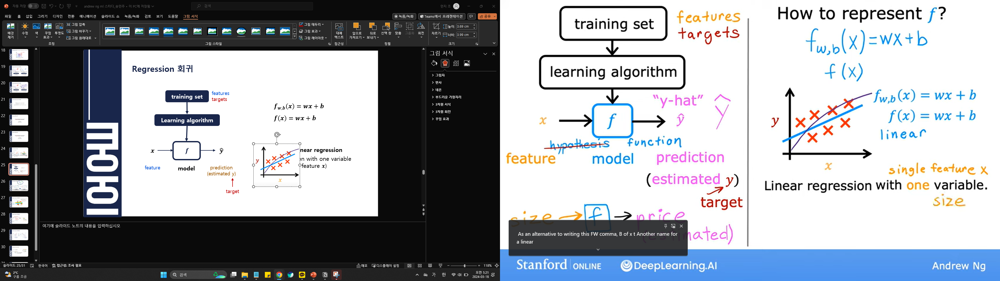 자동 저장
끔
andrew ng ml 스터디_송민주 • 이 PC에 저장됨
검색
민지 조
파일 홈 삽입 그리기 디자인 전환 애니메이션 슬라이드 쇼 녹음/녹화 검토 보기 도움말 그림 서식
녹음/녹화
Teams에서 프레젠테이션
공유
배경 제거
수정
색
꾸밈 효과
투명도
그림 압축
그림 바꾸기
그림 원래대로
조정
그림 스타일
그림 테두리
그림 효과
그림 레이아웃
대체 텍스트
접근성
앞으로 가져오기
뒤로 보내기
선택 창
맞춤
그룹화
회전
정렬
자르기
높이: 3.69 cm
너비: 3.99 cm
크기
18
19
20
21
22
23
24
25
26
27
28
29
30
Regression 회귀
training set
features
targets
Learning algorithm
x
f
ŷ
feature
model
prediction
(estimated y)
target
f_{w,b}(x) = wx + b
f(x) = wx + b
y
x
near regression
on with one variable
feature x)
그림 서식
그림자
반사
네온
부드러운 가장자리
3차원 서식
3차원 회전
꾸밈 효과
여기에 슬라이드 노트의 내용을 입력하십시오
슬라이드 25/31
한국어
접근성: 조사 필요
메모
디스플레이 설정
118%
2°C
구름 조금
검색
가
한
오전 5:21
2024-03-18
training set
features
targets
learning algorithm
"y-hat"
x
f
ŷ
ŷ
hypothesis
function
feature
model
prediction
(estimated y)
target
size → f → price
(estimated)
As an alternative to writing this FW comma, B of x t Another name for
a linear
How to represent f?
f_{w,b}(x) = wx + b
f(x)
f_{w,b}(x) = wx + b
f(x) = wx + b
linear
y
x
single feature x
Linear regression with one variable.
size
Stanford | ONLINE
DeepLearning.AI
Andrew Ng